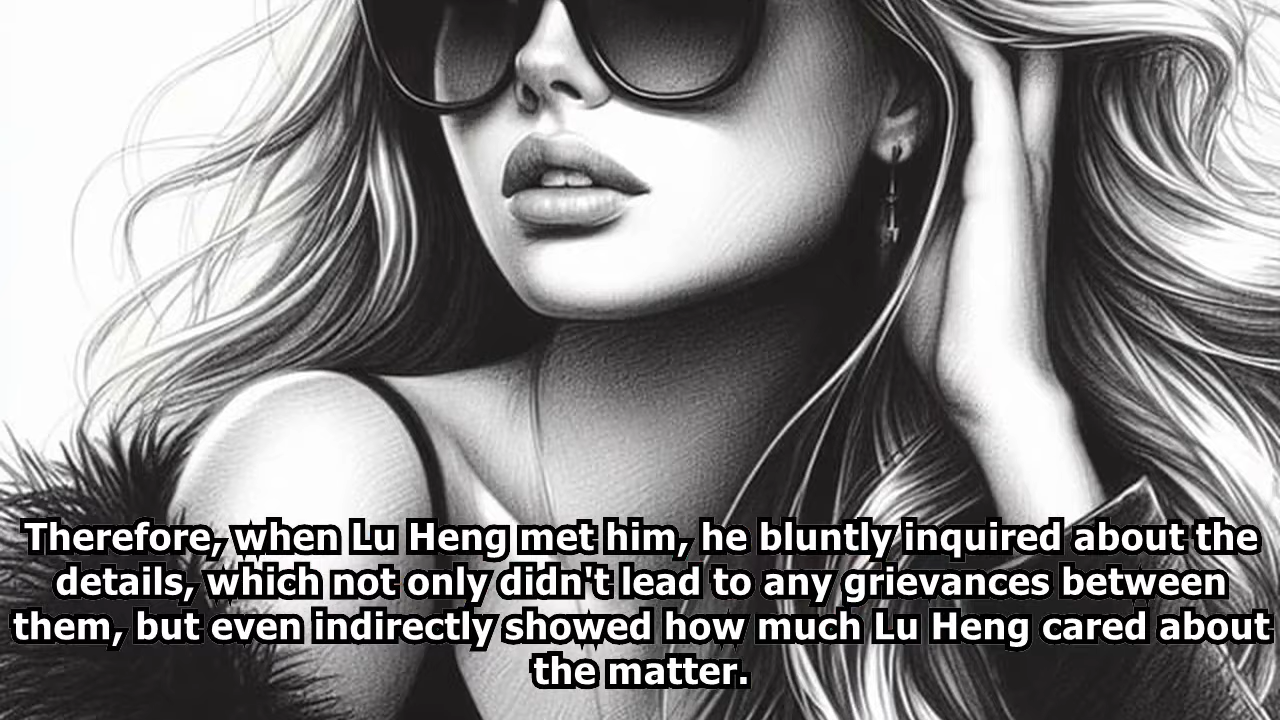 Therefore, when Lu Heng met him, he bluntly inquired about the
details, which not only didn't lead to any grievances between
them, but even indirectly showed how much Lu Heng cared about
the matter.